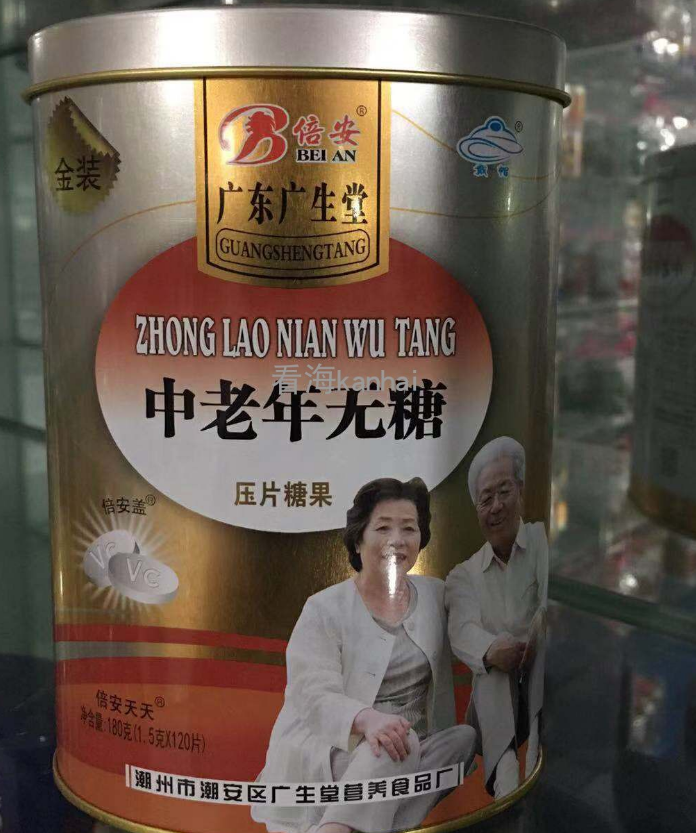 倍安®
BEI AN
广东广生堂
GUANGSHENGTANG
金装
®
ZHONG LAO NIAN WU TANG
看海kanhai
中老年无糖
压片糖果
倍安盖®
VC
VC
倍安天天®
净含量:180克(1.5克X120片)
潮州市潮安区广生堂营养食品厂